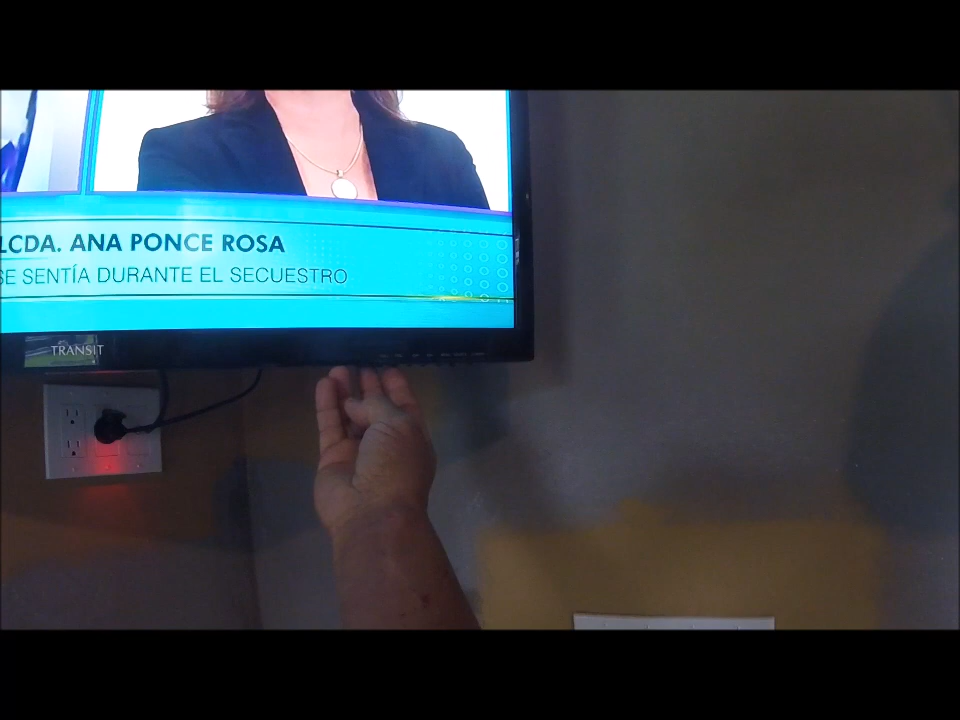 LCDA. ANA PONCE ROSA
SE SENTÍA DURANTE EL SECUESTRO
TRANSIT